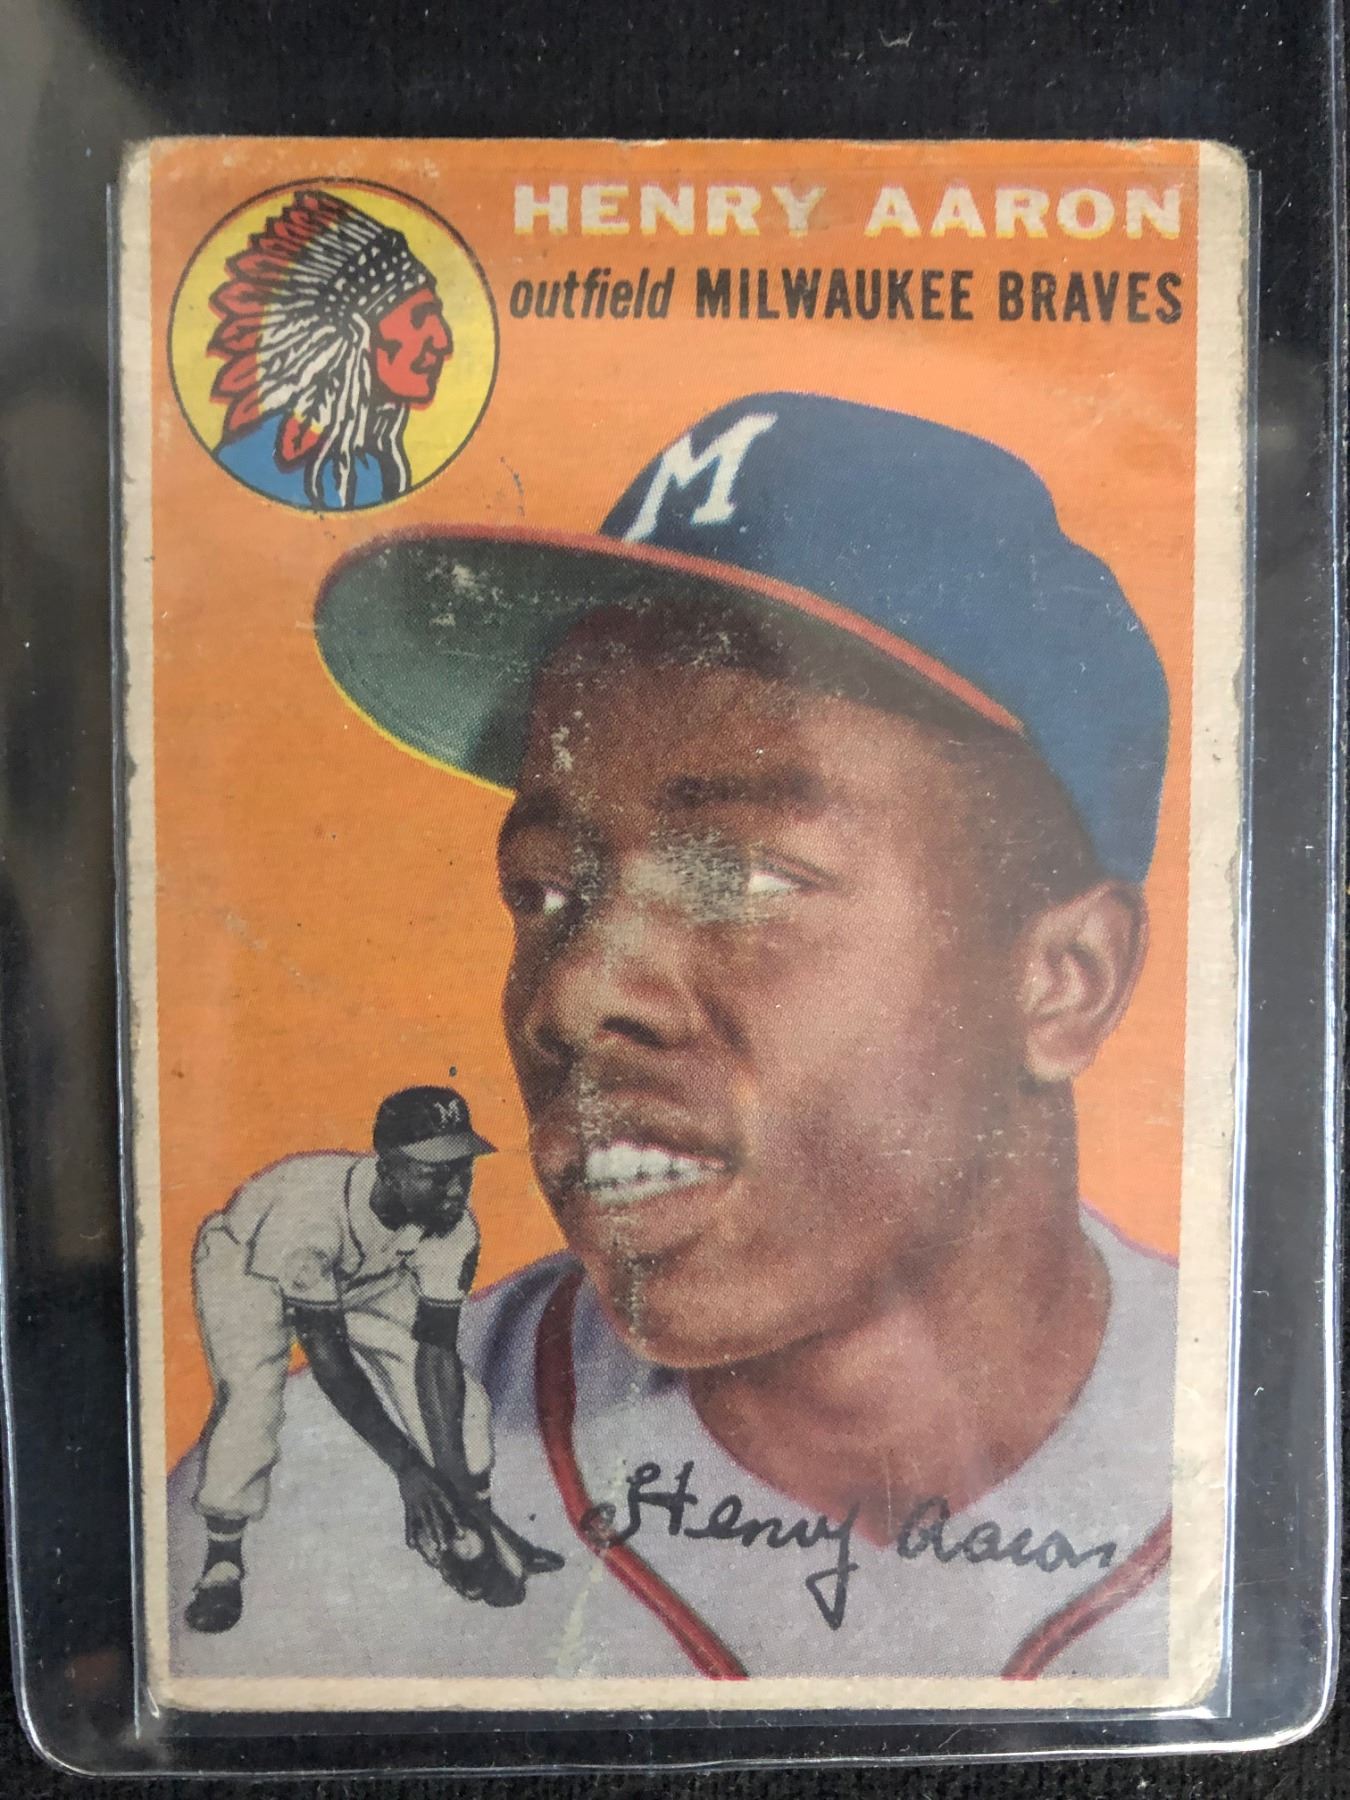 HENRY AARON
outfield MILWAUKEE BRAVES
M
M
Henry Aaron